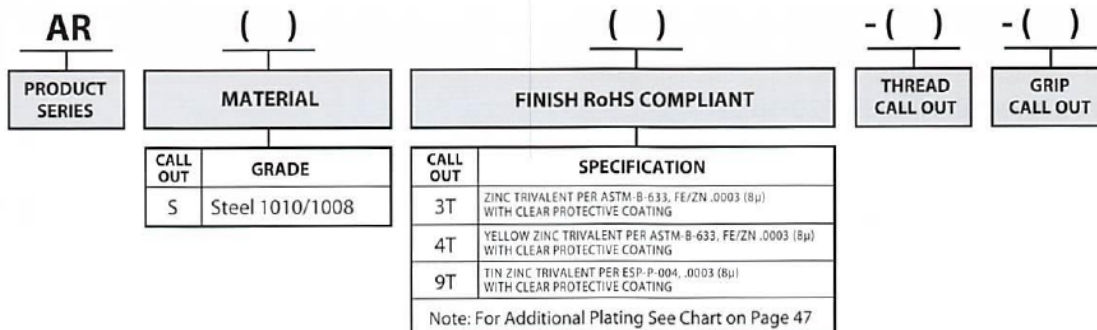 AR ( ) ( ) - ( ) - ( )
PRODUCT SERIES
MATERIAL
FINISH RoHS COMPLIANT
THREAD CALL OUT
GRIP CALL OUT
CALL OUT GRADE
S Steel 1010/1008
CALL OUT SPECIFICATION
3T ZINC TRIVALENT PER ASTM-B-633, FE/ZN .0003 (8µ)
WITH CLEAR PROTECTIVE COATING
4T YELLOW ZINC TRIVALENT PER ASTM-B-633, FE/ZN .0003 (8µ)
WITH CLEAR PROTECTIVE COATING
9T TIN ZINC TRIVALENT PER ESP-P-004, .0003 (8µ)
WITH CLEAR PROTECTIVE COATING
Note: For Additional Plating See Chart on Page 47